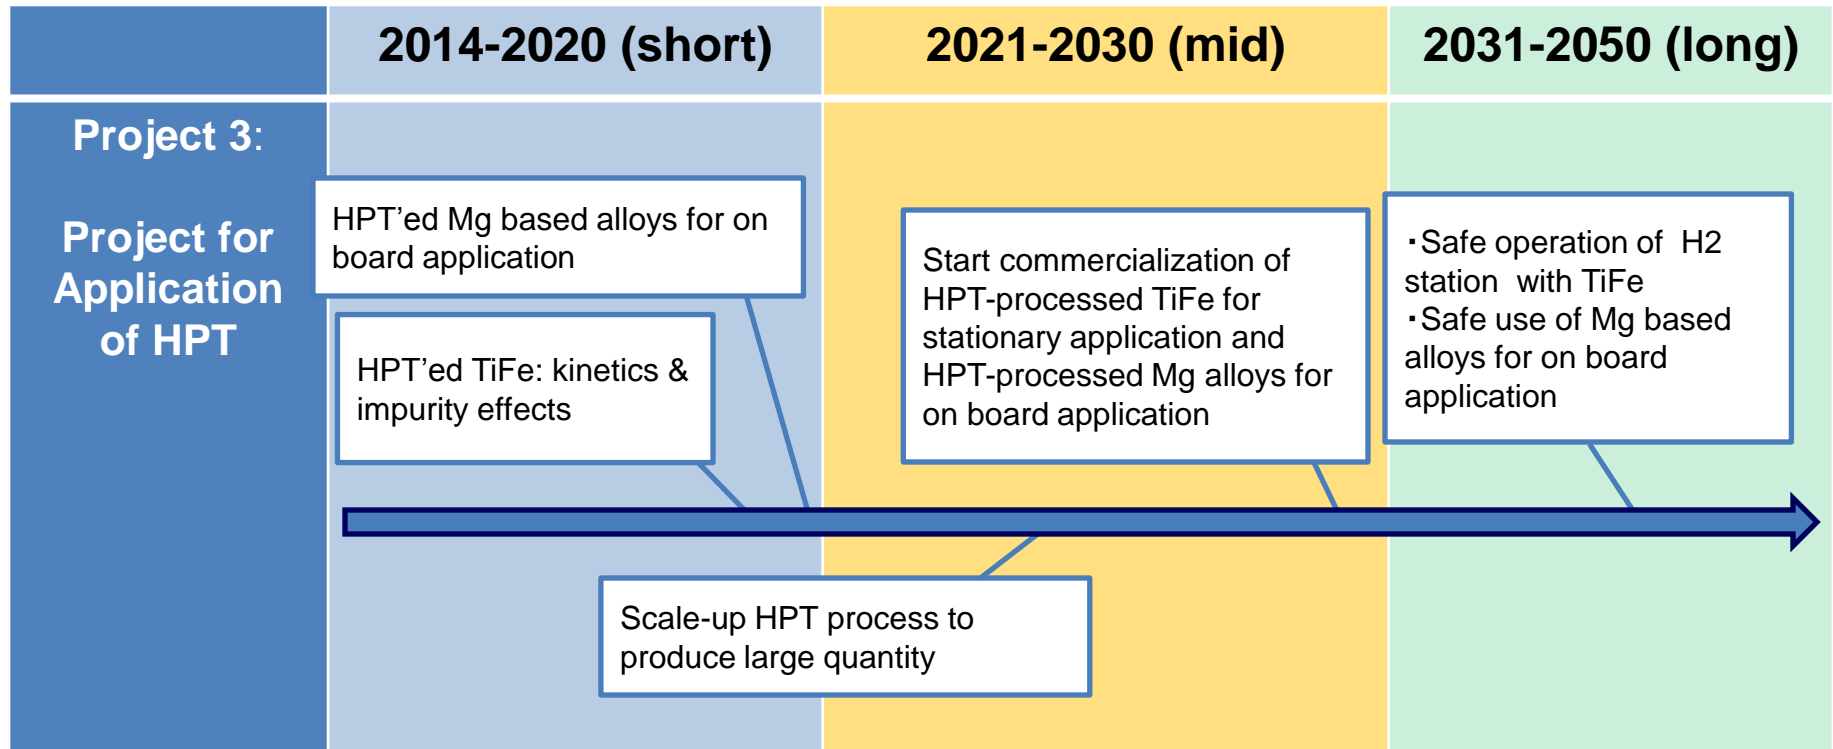 2014-2020 (short)
2021-2030 (mid)
2031-2050 (long)
Project 3:
Project for
Application
of HPT
HPT’ed Mg based alloys for on
board application
HPT’ed TiFe: kinetics &
impurity effects
Start commercialization of
HPT-processed TiFe for
stationary application and
HPT-processed Mg alloys for
on board application
・Safe operation of H2
station with TiFe
・Safe use of Mg based
alloys for on board
application
Scale-up HPT process to
produce large quantity